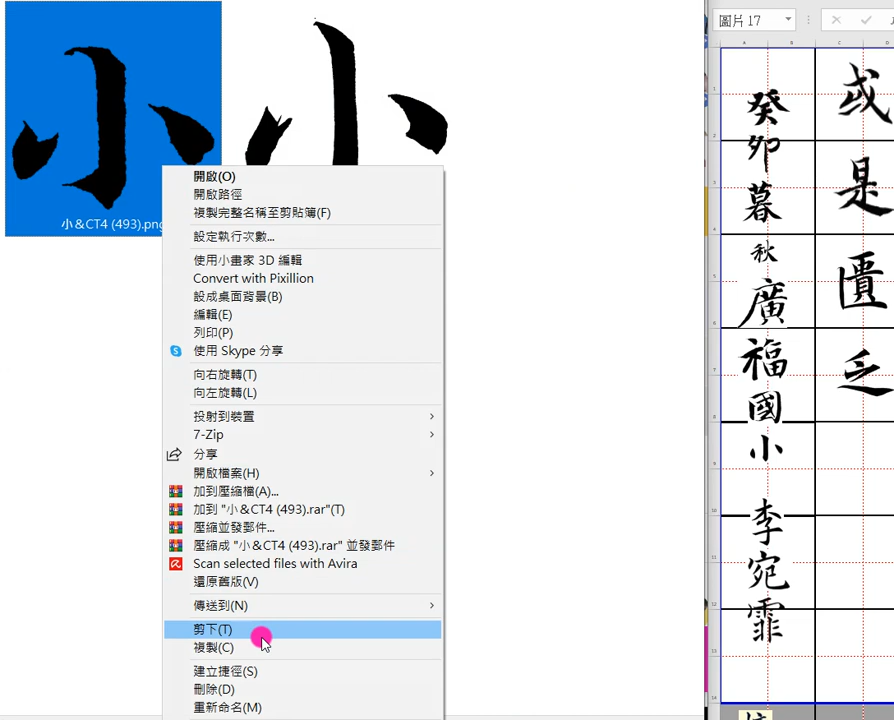 小 小
小&CT4 (493).png
開啟(O)
開啟路徑
複製完整名稱至剪貼簿(F)
設定執行次數...
使用小畫家 3D 編輯
Convert with Pixillion
設成桌面背景(B)
編輯(E)
列印(P)
使用 Skype 分享
向右旋轉(T)
向左旋轉(L)
投射到裝置
7-Zip
分享
開啟檔案(H)
加到壓縮檔(A)...
加到 "小&CT4 (493).rar"(T)
壓縮並發郵件...
壓縮成 "小&CT4 (493).rar" 並發郵件
Scan selected files with Avira
還原舊版(V)
傳送到(N)
剪下(T)
複製(C)
建立捷徑(S)
刪除(D)
重新命名(M)
圖片 17
或是匱乏
癸卯暮秋廣福國小 李宛霏